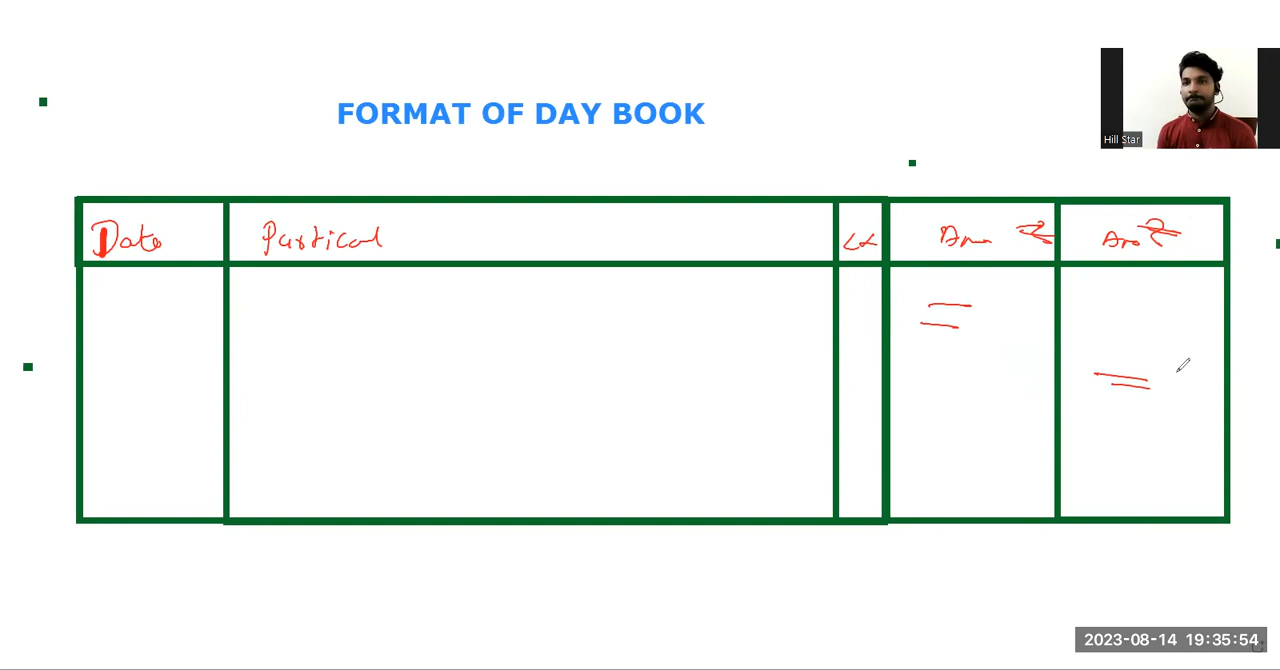 FORMAT OF DAY BOOK
Hill Star
Date Partical
2023-08-14 19:35:54